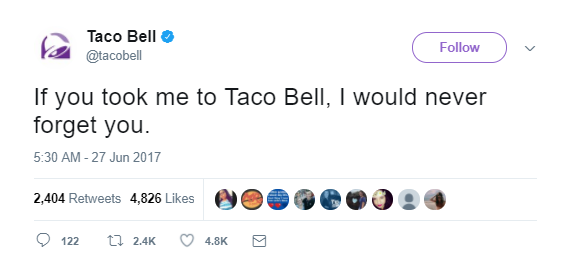 Taco Bell
@tacobell
Follow
If you took me to Taco Bell, I would never
forget you.
5:30 AM - 27 Jun 2017
2,404 Retweets 4,826 Likes
122 2.4K 4.8K